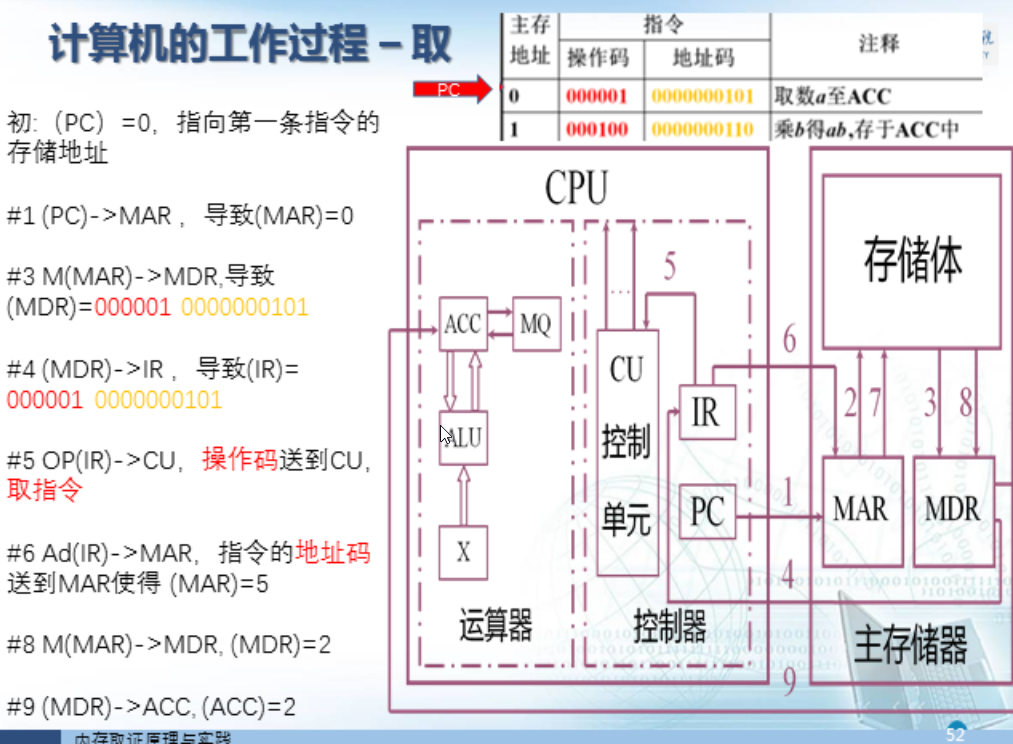 计算机的工作过程 – 取
主存 指令 注释
地址 操作码 地址码
PC
0 000001 0000000101 取数a至ACC
1 000100 0000000110 乘b得ab,存于ACC中
初:（PC）=0，指向第一条指令的
存储地址
#1 (PC)->MAR ，导致(MAR)=0
#3 M(MAR)->MDR,导致
(MDR)=000001 0000000101
#4 (MDR)->IR ，导致(IR)=
000001 0000000101
#5 OP(IR)->CU，操作码送到CU,
取指令
#6 Ad(IR)->MAR，指令的地址码
送到MAR使得 (MAR)=5
#8 M(MAR)->MDR, (MDR)=2
#9 (MDR)->ACC, (ACC)=2
CPU
ACC
MQ
ALU
X
运算器
5
...
CU
控制
单元
IR
PC
控制器
6
1
4
9
存储体
2
7
3
8
MAR
MDR
主存储器
内存取证原理与实践
52